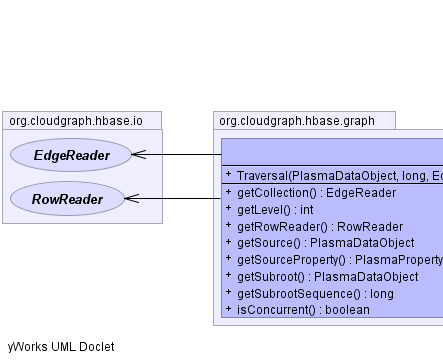 org.cloudgraph.hbase.io
EdgeReader
RowReader
org.cloudgraph.hbase.graph
+ Traversal(PlasmaDataObject, long, Ed
+ getCollection() : EdgeReader
+ getLevel() : int
+ getRowReader() : RowReader
+ getSource() : PlasmaDataObject
+ getSourceProperty() : PlasmaProperty
+ getSubroot() : PlasmaDataObject
+ getSubrootSequence() : long
+ isConcurrent() : boolean
yWorks UML Doclet